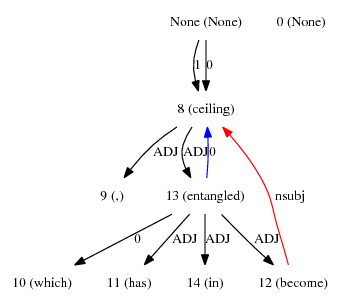 None (None) 0 (None)
1 0
8 (ceiling)
ADJ ADJ 0
9 (,) 13 (entangled) nsubj
0 ADJ ADJ ADJ
10 (which) 11 (has) 14 (in) 12 (become)